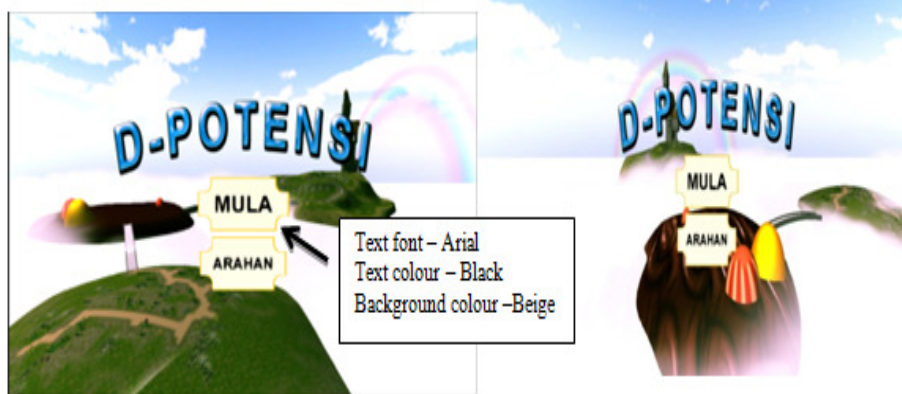 D-POTENSI
MULA
ARAHAN
Text font – Arial
Text colour – Black
Background colour –Beige
D-POTENSI
MULA
ARAHAN